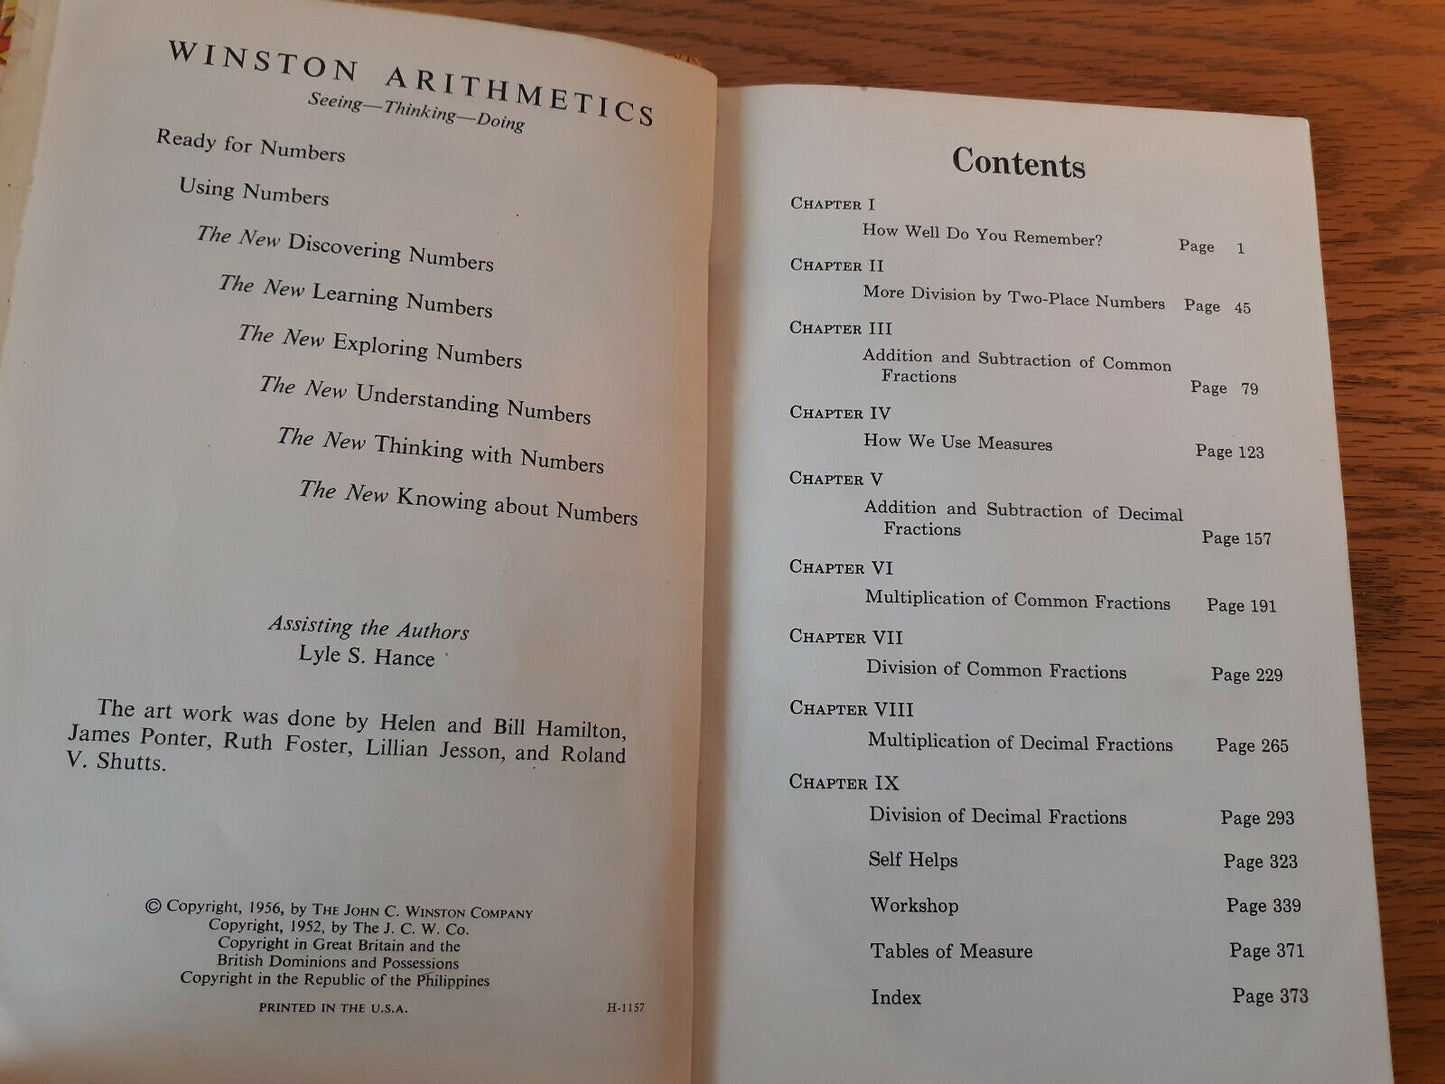 WINSTON ARITHMETICS
Seeing—Thinking—Doing
Ready for Numbers
Using Numbers
The New Discovering Numbers
The New Learning Numbers
The New Exploring Numbers
The New Understanding Numbers
The New Thinking with Numbers
The New Knowing about Numbers
Assisting the Authors
Lyle S. Hance
The art work was done by Helen and Bill Hamilton,
James Ponter, Ruth Foster, Lillian Jesson, and Roland
V. Shutts.
© Copyright, 1956, by THE JOHN C. WINSTON COMPANY
Copyright, 1952, by The J. C. W. Co.
Copyright in Great Britain and the
British Dominions and Possessions
Copyright in the Republic of the Philippines
PRINTED IN THE U.S.A. H-1157
Contents
CHAPTER I
How Well Do You Remember? Page 1
CHAPTER II
More Division by Two-Place Numbers Page 45
CHAPTER III
Addition and Subtraction of Common
Fractions Page 79
CHAPTER IV
How We Use Measures Page 123
CHAPTER V
Addition and Subtraction of Decimal
Fractions Page 157
CHAPTER VI
Multiplication of Common Fractions Page 191
CHAPTER VII
Division of Common Fractions Page 229
CHAPTER VIII
Multiplication of Decimal Fractions Page 265
CHAPTER IX
Division of Decimal Fractions Page 293
Self Helps Page 323
Workshop Page 339
Tables of Measure Page 371
Index Page 373